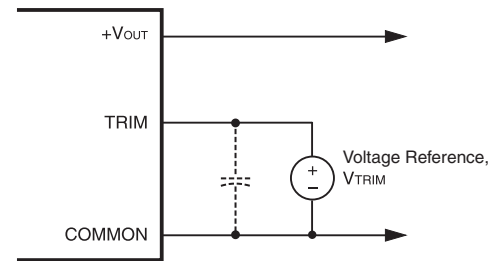 +VOUT
TRIM
Voltage Reference,
VTRIM
+
–
COMMON